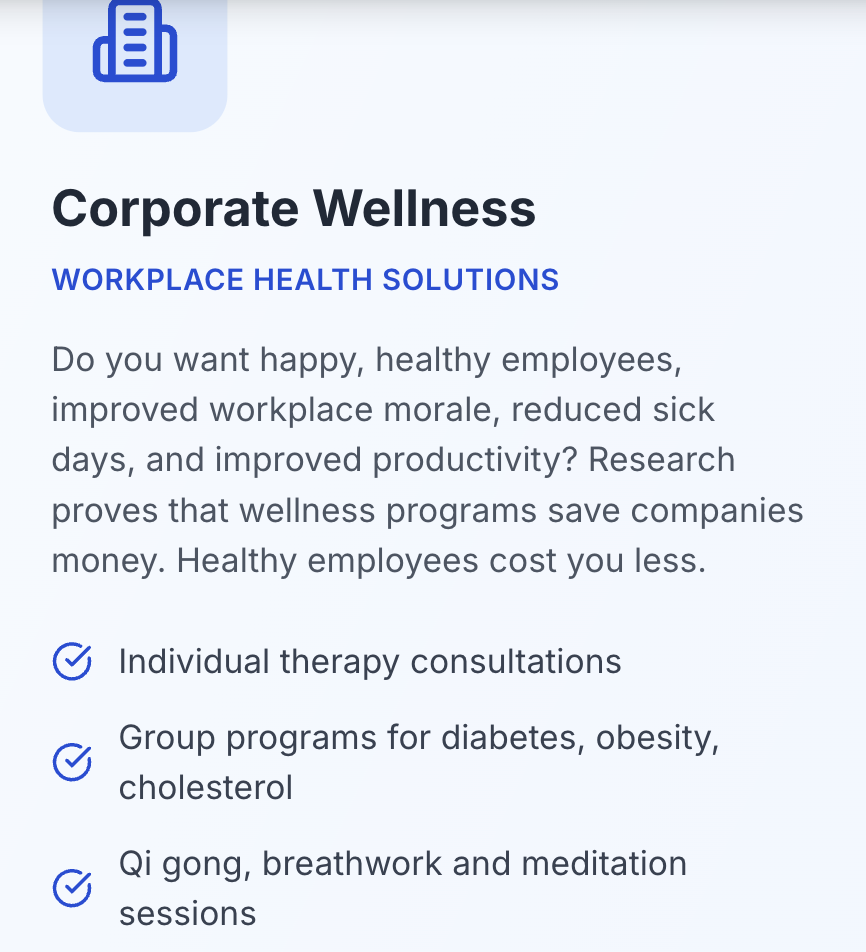 Corporate Wellness
WORKPLACE HEALTH SOLUTIONS
Do you want happy, healthy employees,
improved workplace morale, reduced sick
days, and improved productivity? Research
proves that wellness programs save companies
money. Healthy employees cost you less.
Individual therapy consultations
Group programs for diabetes, obesity,
cholesterol
Qi gong, breathwork and meditation
sessions